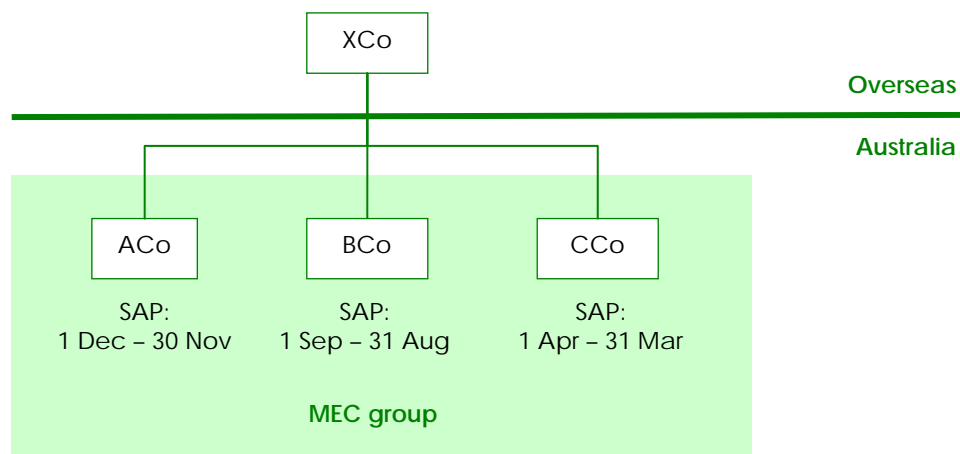 XCo
Overseas
Australia
ACo
BCo
CCo
SAP:
1 Dec – 30 Nov
SAP:
1 Sep – 31 Aug
SAP:
1 Apr – 31 Mar
MEC group